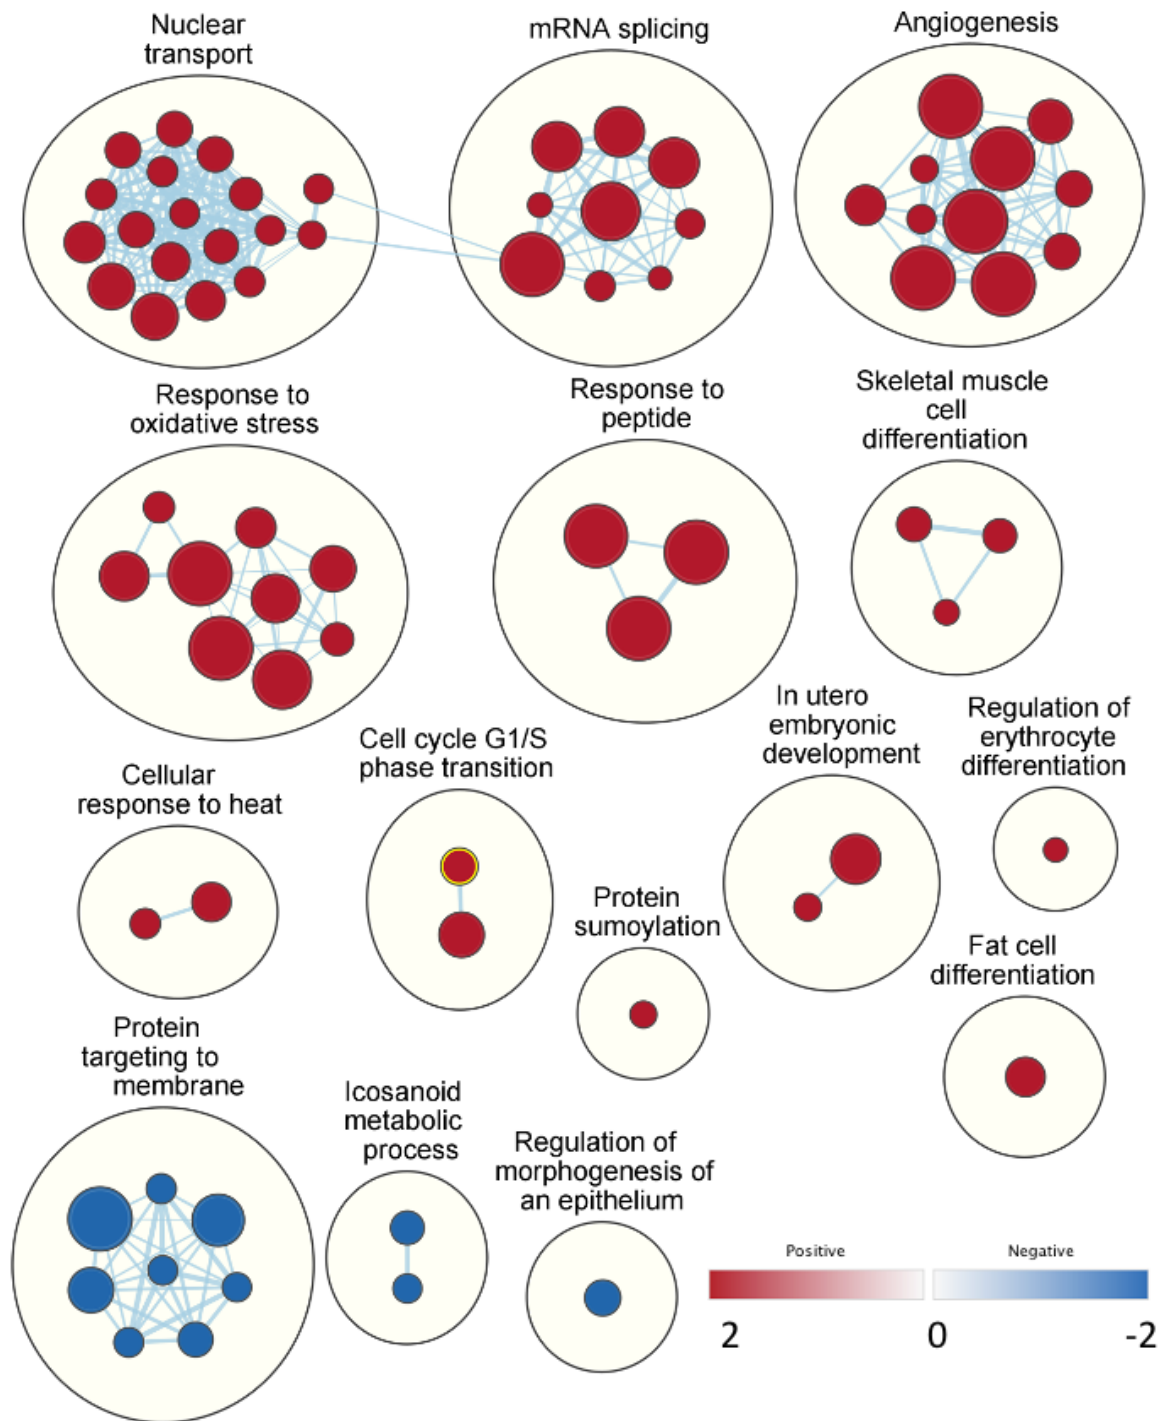 Nuclear
transport
mRNA splicing
Angiogenesis
Response to
oxidative stress
Response to
peptide
Skeletal muscle
cell
differentiation
Cellular
response to heat
Cell cycle G1/S
phase transition
In utero
embryonic
development
Regulation of
erythrocyte
differentiation
Protein
sumoylation
Fat cell
differentiation
Protein
targeting to
membrane
Icosanoid
metabolic
process
Regulation of
morphogenesis of
an epithelium
Positive
Negative
2
0
-2